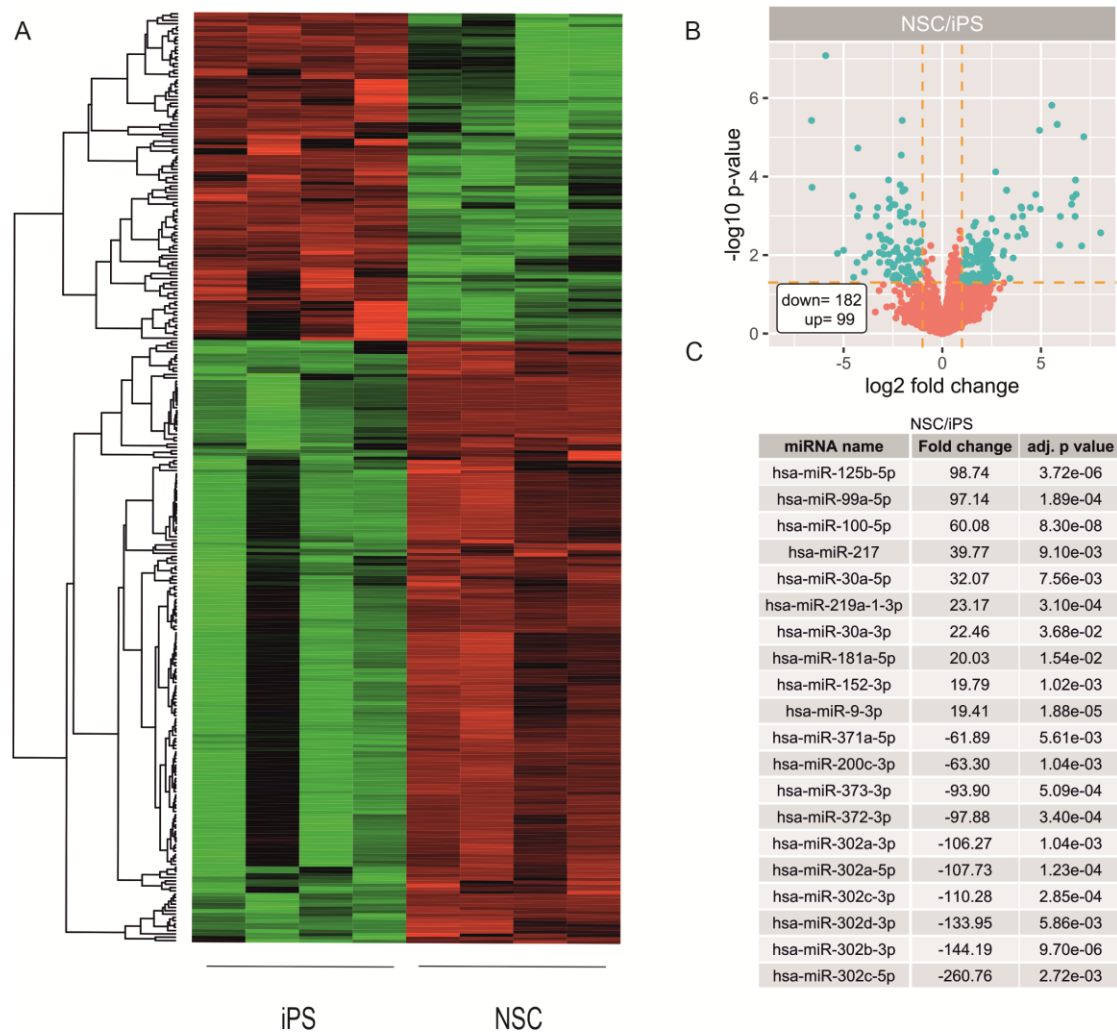 A
iPS
NSC
B
NSC/iPS
-log10 p-value
6
4
2
0
down= 182
up= 99
-5
0
5
log2 fold change
C
NSC/iPS
miRNA name Fold change adj. p value
hsa-miR-125b-5p 98.74 3.72e-06
hsa-miR-99a-5p 97.14 1.89e-04
hsa-miR-100-5p 60.08 8.30e-08
hsa-miR-217 39.77 9.10e-03
hsa-miR-30a-5p 32.07 7.56e-03
hsa-miR-219a-1-3p 23.17 3.10e-04
hsa-miR-30a-3p 22.46 3.68e-02
hsa-miR-181a-5p 20.03 1.54e-02
hsa-miR-152-3p 19.79 1.02e-03
hsa-miR-9-3p 19.41 1.88e-05
hsa-miR-371a-5p -61.89 5.61e-03
hsa-miR-200c-3p -63.30 1.04e-03
hsa-miR-373-3p -93.90 5.09e-04
hsa-miR-372-3p -97.88 3.40e-04
hsa-miR-302a-3p -106.27 1.04e-03
hsa-miR-302a-5p -107.73 1.23e-04
hsa-miR-302c-3p -110.28 2.85e-04
hsa-miR-302d-3p -133.95 5.86e-03
hsa-miR-302b-3p -144.19 9.70e-06
hsa-miR-302c-5p -260.76 2.72e-03